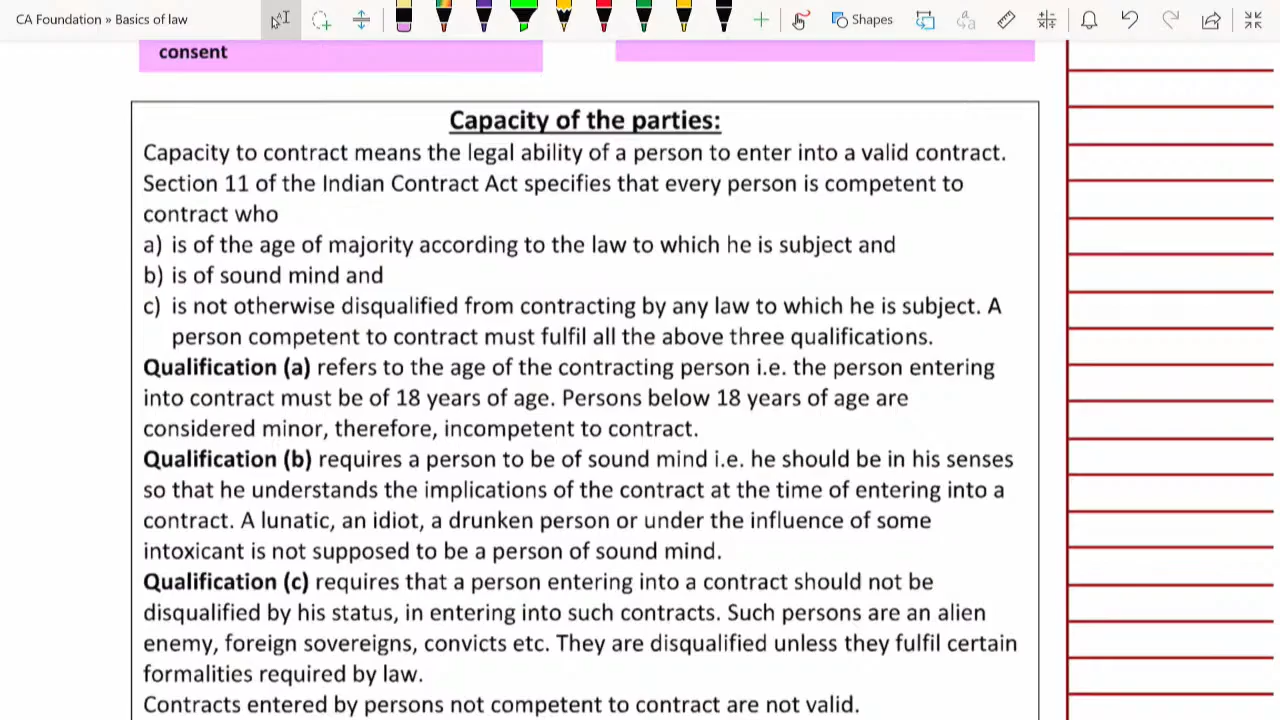 CA Foundation » Basics of law
Shapes
consent
Capacity of the parties:
Capacity to contract means the legal ability of a person to enter into a valid contract.
Section 11 of the Indian Contract Act specifies that every person is competent to
contract who
a) is of the age of majority according to the law to which he is subject and
b) is of sound mind and
c) is not otherwise disqualified from contracting by any law to which he is subject. A
person competent to contract must fulfil all the above three qualifications.
Qualification (a) refers to the age of the contracting person i.e. the person entering
into contract must be of 18 years of age. Persons below 18 years of age are
considered minor, therefore, incompetent to contract.
Qualification (b) requires a person to be of sound mind i.e. he should be in his senses
so that he understands the implications of the contract at the time of entering into a
contract. A lunatic, an idiot, a drunken person or under the influence of some
intoxicant is not supposed to be a person of sound mind.
Qualification (c) requires that a person entering into a contract should not be
disqualified by his status, in entering into such contracts. Such persons are an alien
enemy, foreign sovereigns, convicts etc. They are disqualified unless they fulfil certain
formalities required by law.
Contracts entered by persons not competent to contract are not valid.